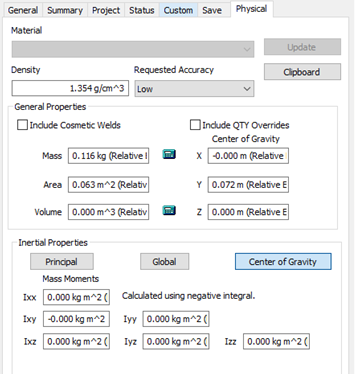 General Summary Project Status Custom Save Physical
Material
Update
Density Requested Accuracy Clipboard
1.354 g/cm^3 Low
General Properties
Include Cosmetic Welds Include QTY Overrides
Center of Gravity
Mass 0.116 kg (Relative X -0.000 m (Relative
Area 0.063 m^2 (Relativ Y 0.072 m (Relative E
Volume 0.000 m^3 (Relativ Z 0.000 m (Relative E
Inertial Properties
Principal Global Center of Gravity
Mass Moments
Ixx 0.000 kg m^2 ( Calculated using negative integral.
Ixy -0.000 kg m^2 Iyy 0.000 kg m^2 (
Ixz 0.000 kg m^2 ( Iyz 0.000 kg m^2 ( Izz 0.000 kg m^2 (